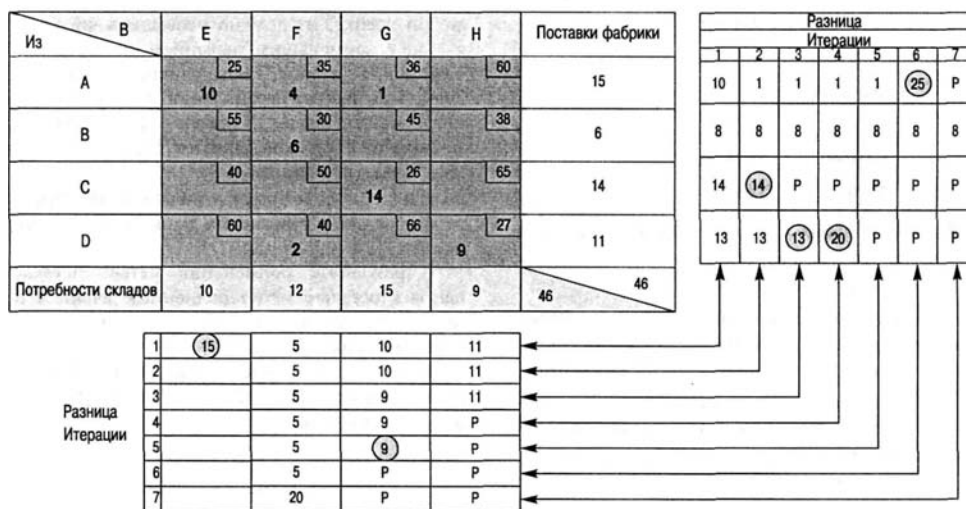 Из В E F G H Поставки фабрики
A 25 10 35 4 36 1 60 15
B 55 30 6 45 38 6
C 40 50 26 14 65 14
D 60 40 2 66 27 9 11
Потребности складов 10 12 15 9 46 46
Разница
Итерации
1 2 3 4 5 6 7
10 1 1 1 1 25 P
8 8 8 8 8 8 8
14 14 P P P P P
13 13 13 20 P P P
Разница
Итерации
1 15 5 10 11
2 5 10 11
3 5 9 11
4 5 9 P
5 5 9 P
6 5 P P
7 20 P P